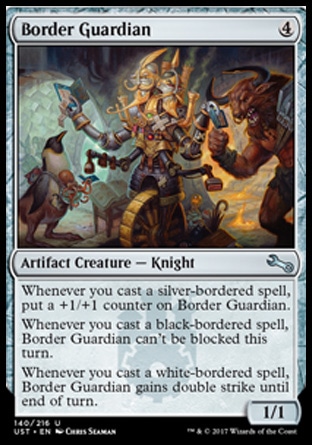 Border Guardian 4
Artifact Creature — Knight
Whenever you cast a silver-bordered spell,
put a +1/+1 counter on Border Guardian.
Whenever you cast a black-bordered spell,
Border Guardian can't be blocked this
turn.
Whenever you cast a white-bordered spell,
Border Guardian gains double strike until
end of turn.
1/1
140/216 U
UST • EN Chris Seaman
™ & © 2017 Wizards of the Coast